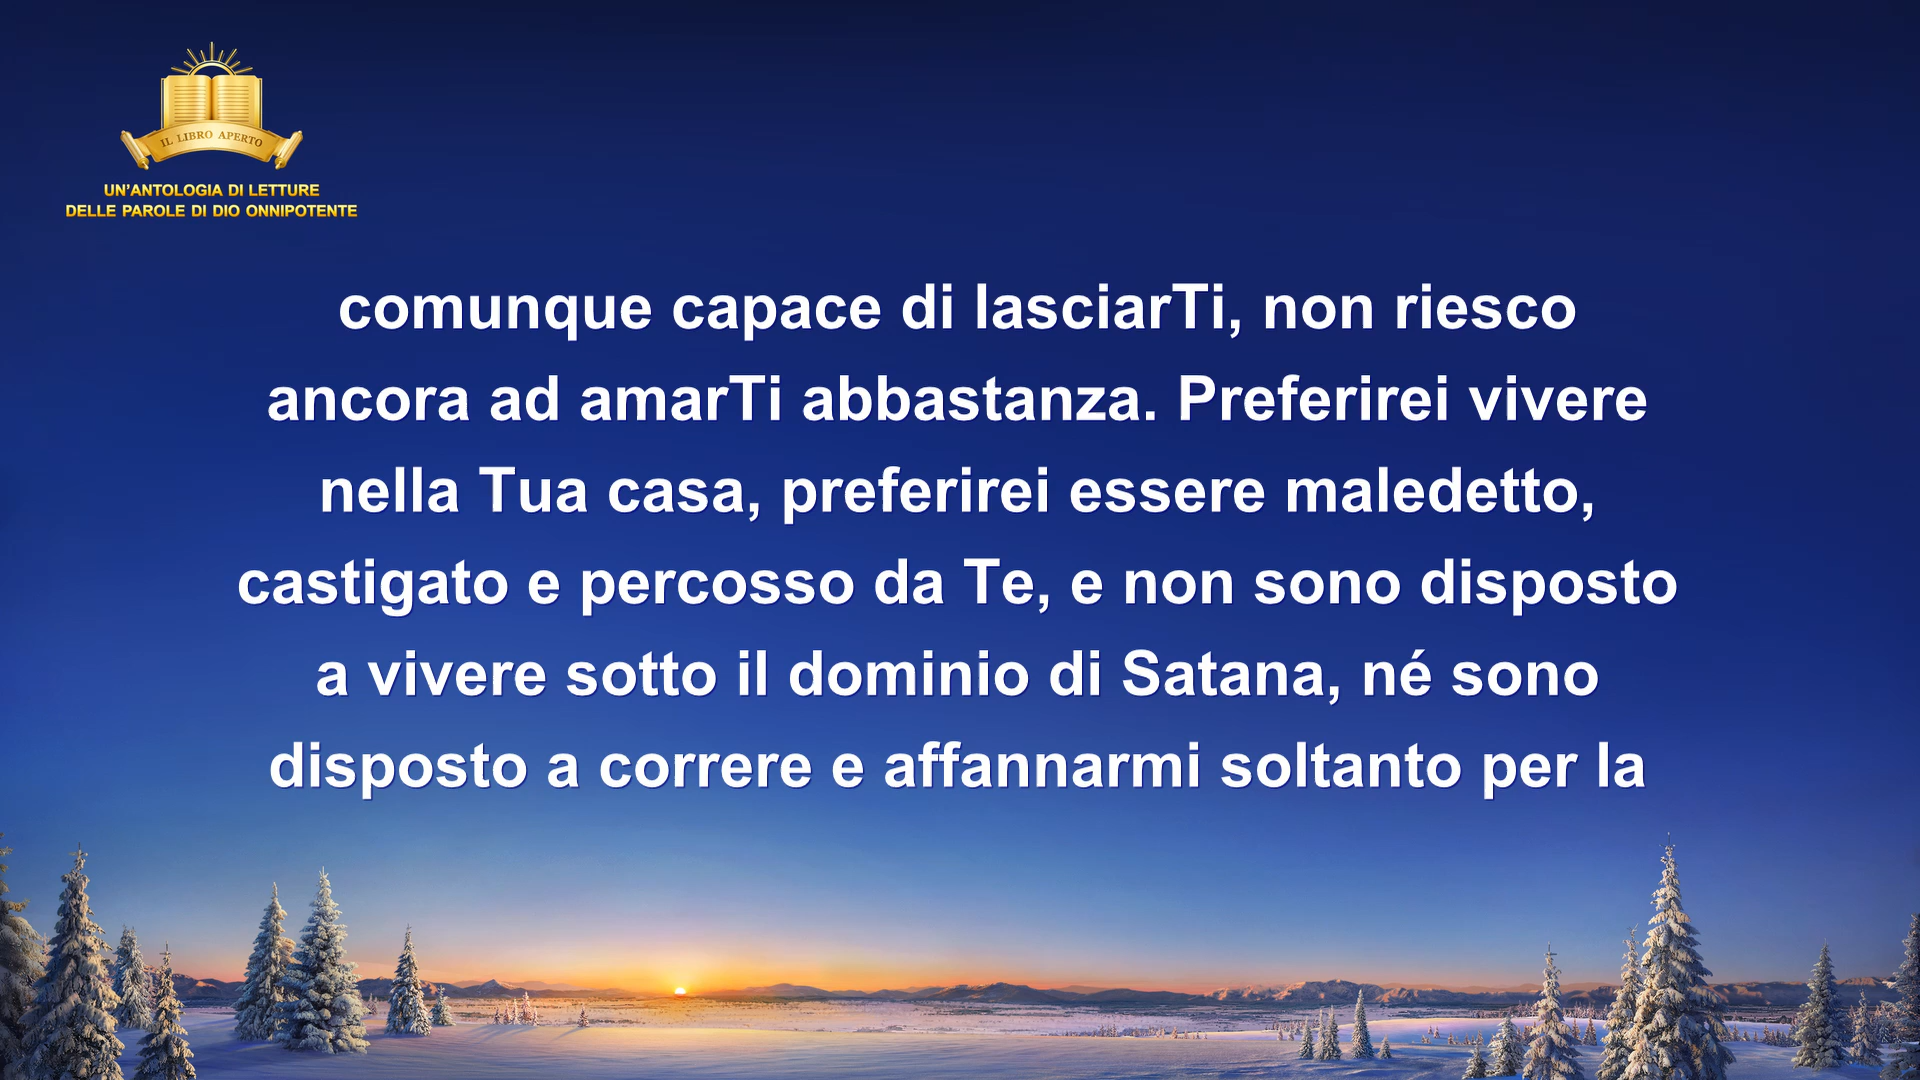 IL LIBRO APERTO
UN'ANTOLOGIA DI LETTURE
DELLE PAROLE DI DIO ONNIPOTENTE
comunque capace di lasciarTi, non riesco
ancora ad amarTi abbastanza. Preferirei vivere
nella Tua casa, preferirei essere maledetto,
castigato e percosso da Te, e non sono disposto
a vivere sotto il dominio di Satana, né sono
disposto a correre e affannarmi soltanto per la